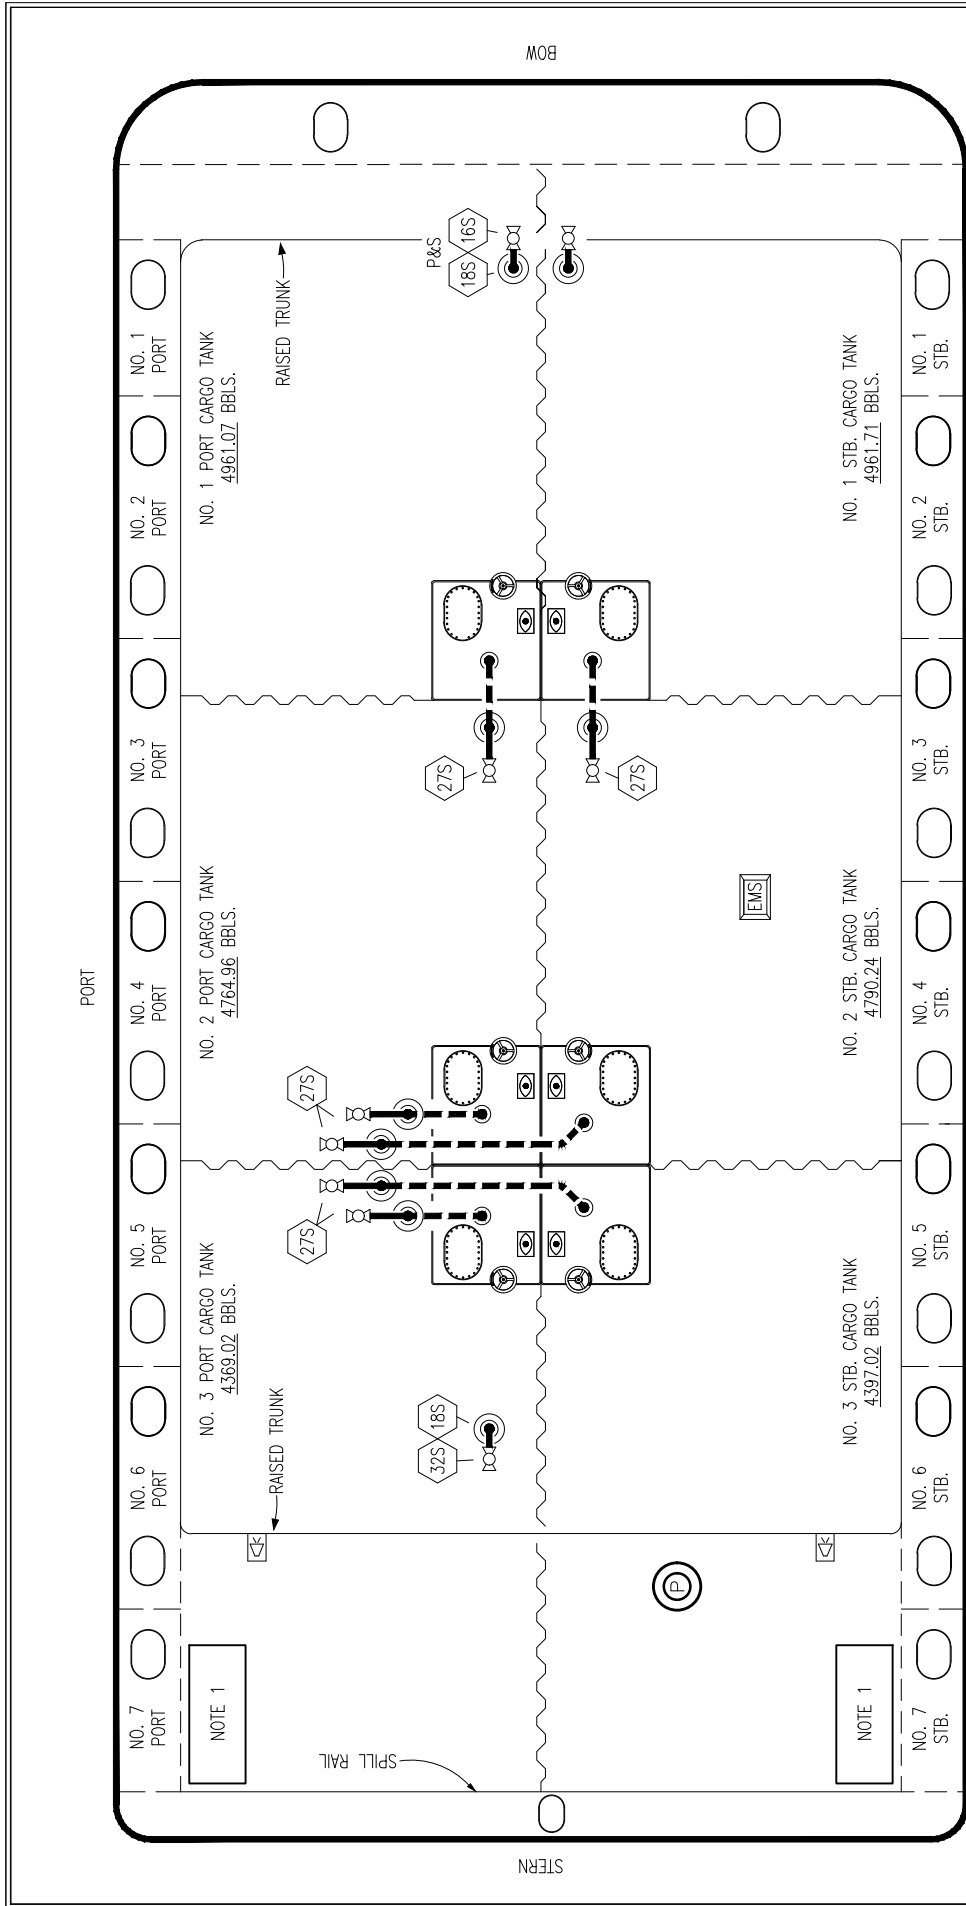 BOW
P&S
18S
16S
RAISED TRUNK
NO. 1
PORT
NO. 1 PORT CARGO TANK
4961.07 BBLS.
NO. 1 STB. CARGO TANK
4961.71 BBLS.
NO. 1
STB.
NO. 2
PORT
NO. 2
STB.
NO. 3
PORT
27S
27S
NO. 3
STB.
PORT
NO. 4
PORT
NO. 2 PORT CARGO TANK
4764.96 BBLS.
EMS
NO. 2 STB. CARGO TANK
4790.24 BBLS.
NO. 4
STB.
27S
27S
NO. 5
PORT
NO. 3 PORT CARGO TANK
4369.02 BBLS.
NO. 3 STB. CARGO TANK
4397.02 BBLS.
NO. 5
STB.
RAISED TRUNK
32S
18S
NO. 6
PORT
NO. 6
STB.
P
NO. 7
PORT
NOTE 1
NOTE 1
NO. 7
STB.
SPILL RAIL
STERN